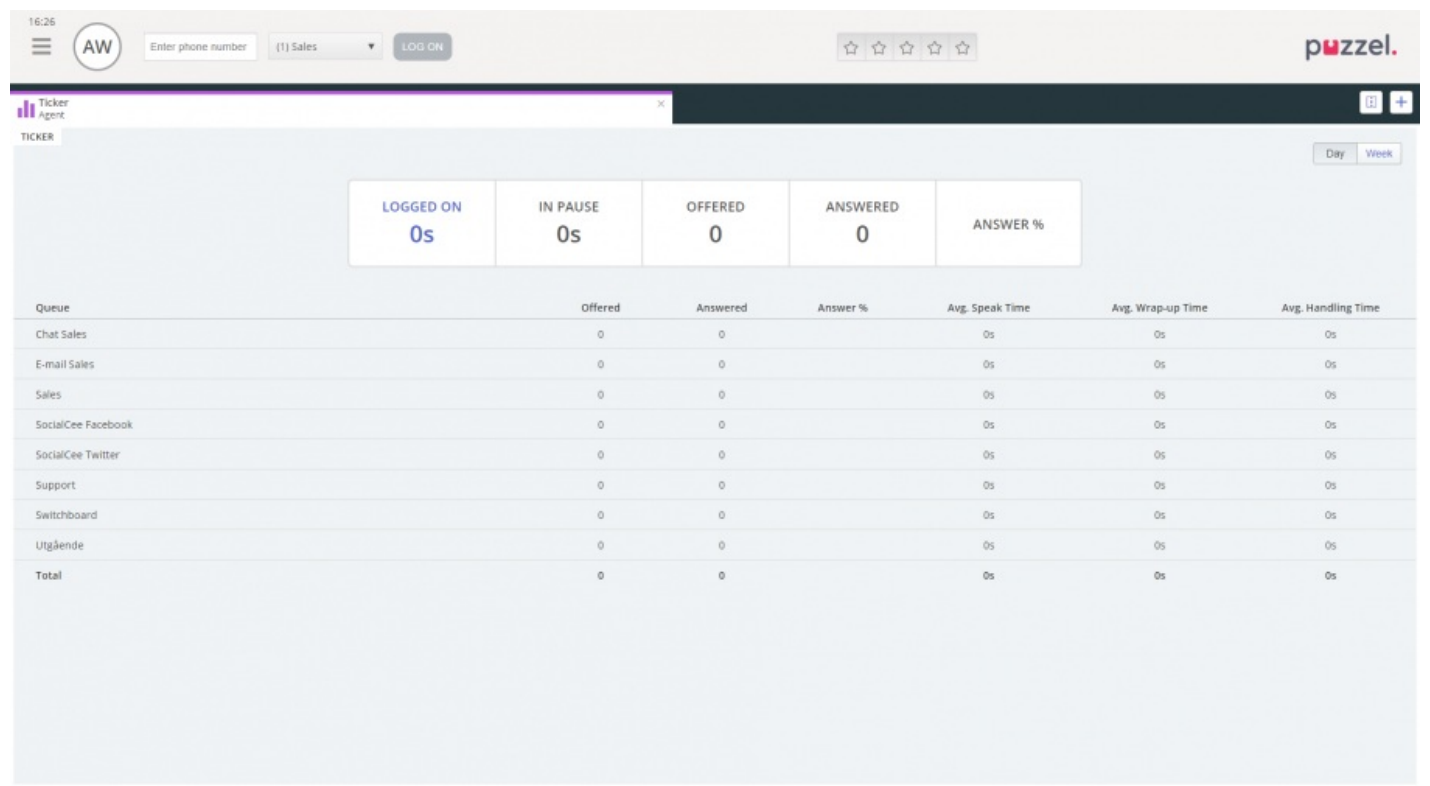 16:26
AW Enter phone number (1) Sales LOG ON puzzel.
Ticker
Agent
TICKER
Day Week
LOGGED ON IN PAUSE OFFERED ANSWERED ANSWER %
0s 0s 0 0
Queue Offered Answered Answer % Avg. Speak Time Avg. Wrap-up Time Avg. Handling Time
Chat Sales 0 0 0s 0s 0s
E-mail Sales 0 0 0s 0s 0s
Sales 0 0 0s 0s 0s
SocialCee Facebook 0 0 0s 0s 0s
SocialCee Twitter 0 0 0s 0s 0s
Support 0 0 0s 0s 0s
Switchboard 0 0 0s 0s 0s
Utgående 0 0 0s 0s 0s
Total 0 0 0s 0s 0s